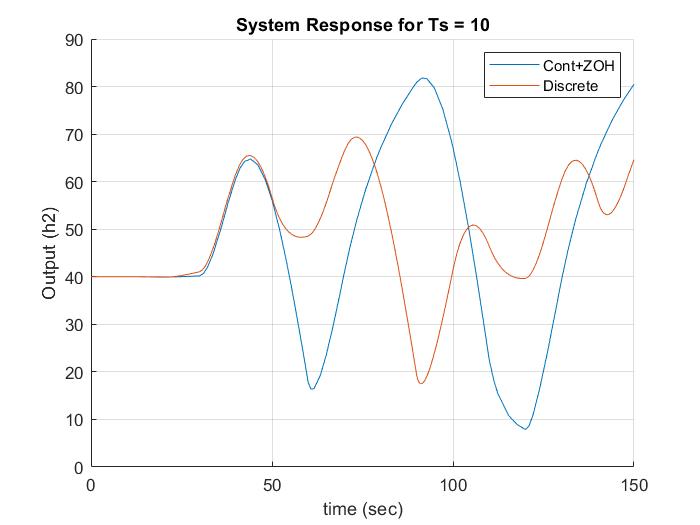 System Response for Ts = 10
Cont+ZOH
Discrete
90
80
70
60
50
40
30
20
10
0
Output (h2)
0 50 100 150
time (sec)